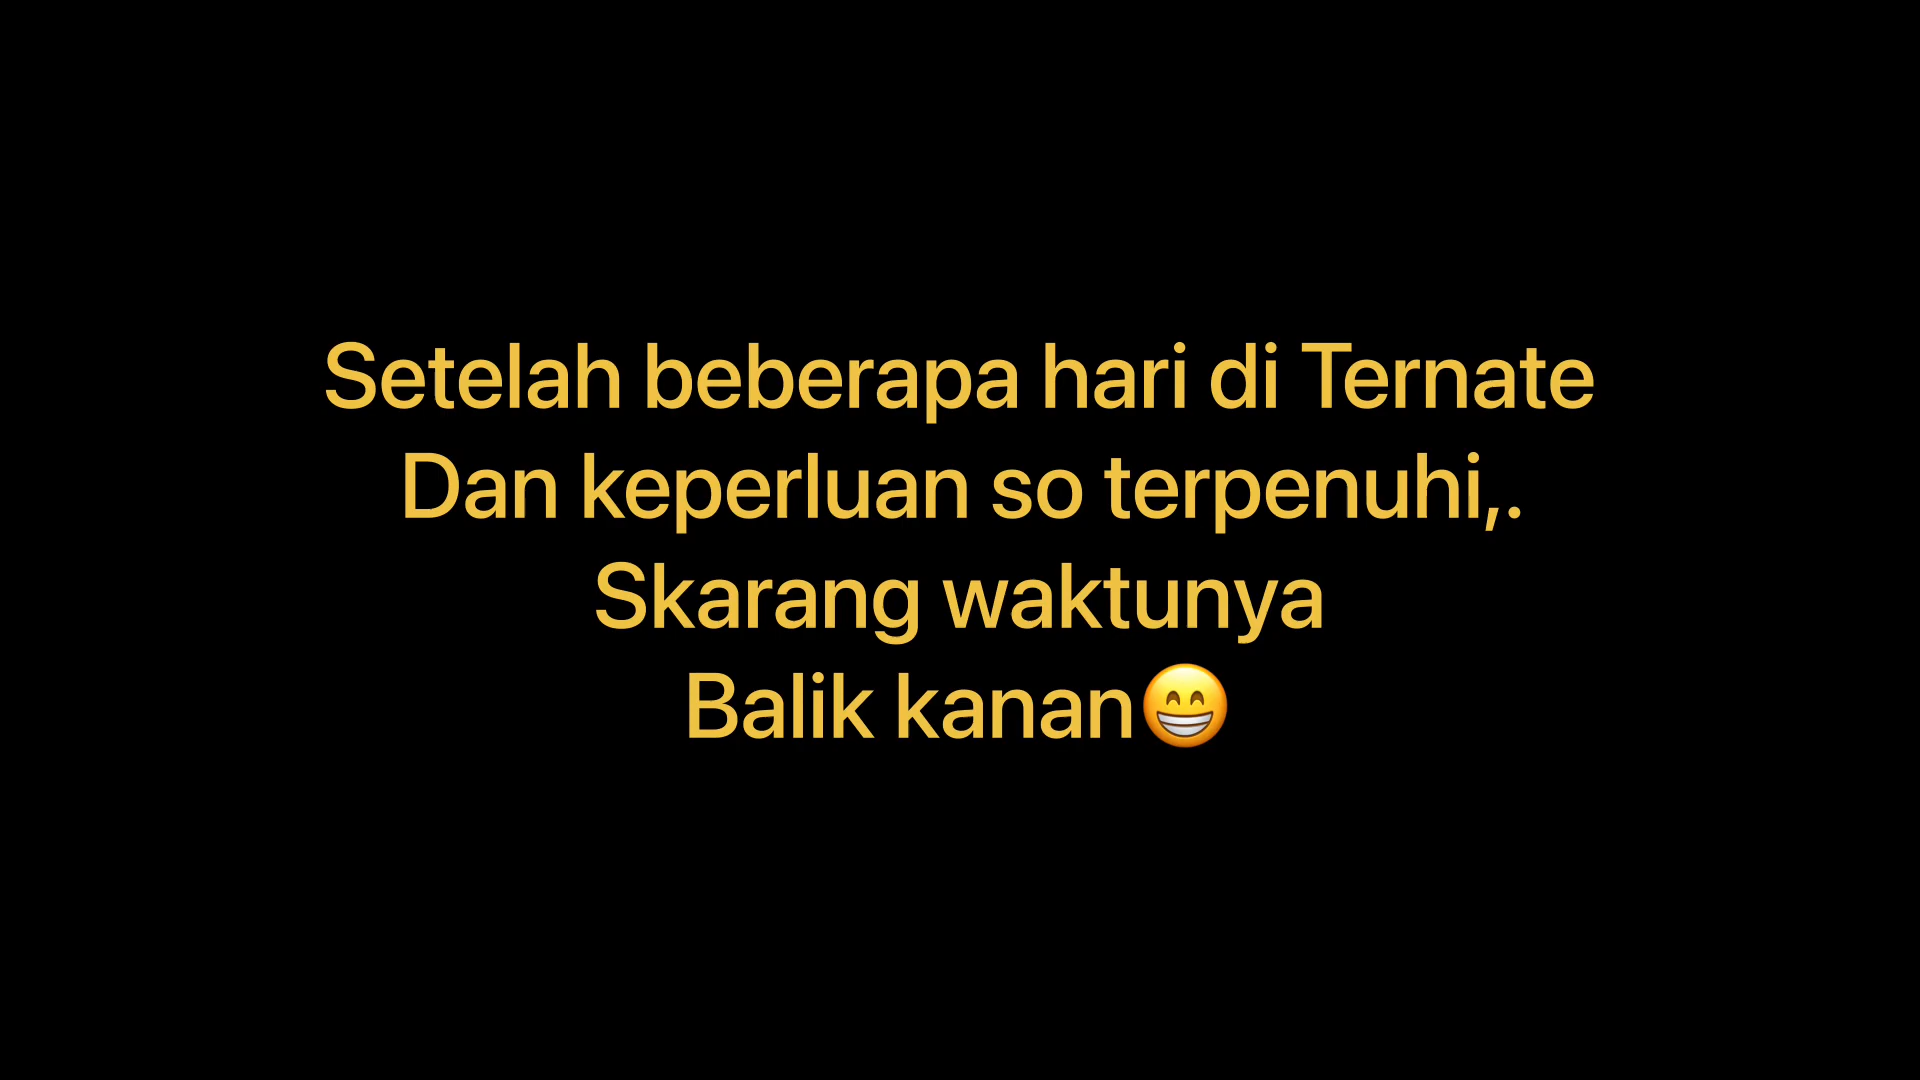 Setelah beberapa hari di Ternate
Dan keperluan so terpenuhi,.
Skarang waktunya
Balik kanan😁